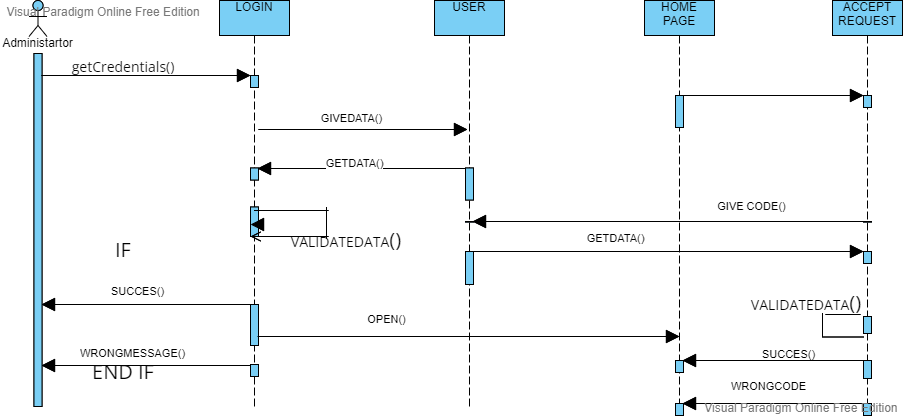 Visual Paradigm Online Free Edition
LOGIN
USER
HOME
PAGE
ACCEPT
REQUEST
Administartor
getCredentials()
GIVEDATA()
GETDATA()
GIVE CODE()
VALIDATEDATA()
GETDATA()
IF
SUCCES()
VALIDATEDATA()
OPEN()
WRONGMESSAGE()
SUCCES()
END IF
WRONGCODE
Visual Paradigm Online Free Edition